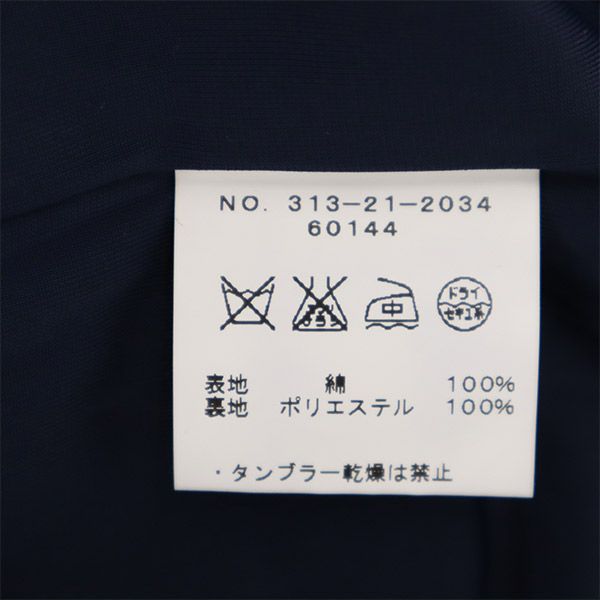 NO. 313-21-2034
60144
中
ドライ
セキユ系
表地 綿 100%
裏地 ポリエステル 100%
・タンブラー乾燥は禁止